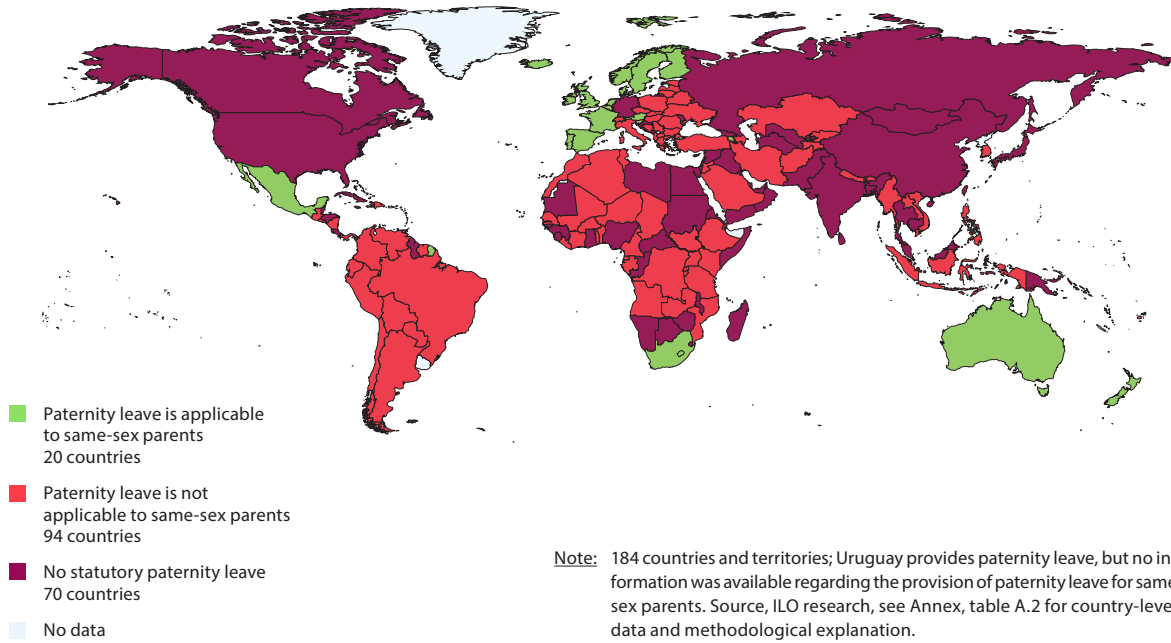 Paternity leave is applicable
to same-sex parents
20 countries
Paternity leave is not
applicable to same-sex parents
94 countries
No statutory paternity leave
70 countries
No data
Note: 184 countries and territories; Uruguay provides paternity leave, but no in
formation was available regarding the provision of paternity leave for same
sex parents. Source, ILO research, see Annex, table A.2 for country-leve
data and methodological explanation.